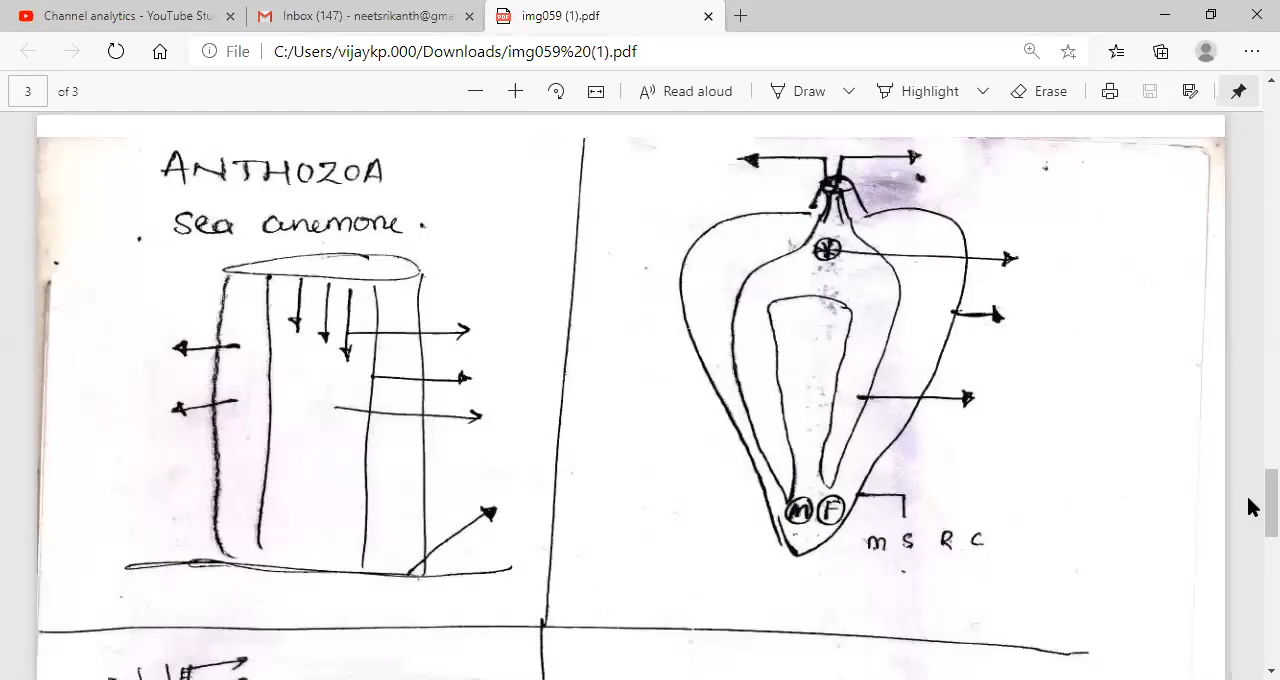 Channel analytics - YouTube Stu
Inbox (147) - neetsrikanth@gma
img059 (1).pdf
File
C:/Users/vijaykp.000/Downloads/img059%20(1).pdf
3 of 3
Read aloud
Draw
Highlight
Erase
ANTHOZOA
Sea anemone.
M F
m S R C